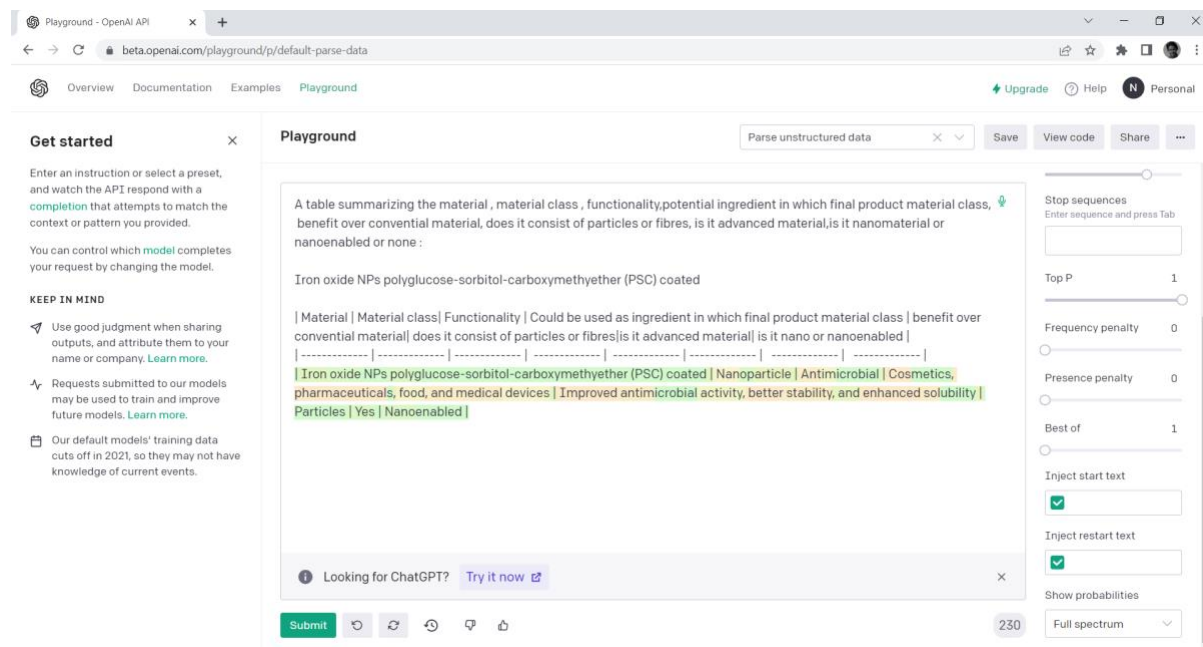 Playground - OpenAI API
beta.openai.com/playground/p/default-parse-data
Overview Documentation Examples Playground
Upgrade Help N Personal
Get started
Enter an instruction or select a preset,
and watch the API respond with a
completion that attempts to match the
context or pattern you provided.
You can control which model completes
your request by changing the model.
KEEP IN MIND
Use good judgment when sharing
outputs, and attribute them to your
name or company. Learn more.
Requests submitted to our models
may be used to train and improve
future models. Learn more.
Our default models' training data
cuts off in 2021, so they may not have
knowledge of current events.
Playground
Parse unstructured data
Save View code Share ...
A table summarizing the material , material class , functionality,potential ingredient in which final product material class,
benefit over convential material, does it consist of particles or fibres, is it advanced material,is it nanomaterial or
nanoenabled or none :
Iron oxide NPs polyglucose-sorbitol-carboxymethyether (PSC) coated
| Material | Material class| Functionality | Could be used as ingredient in which final product material class | benefit over
convential material| does it consist of particles or fibres|is it advanced material| is it nano or nanoenabled |
| ------------- | ------------- | ------------- | ------------- | ------------- | ------------- | ------------- | ------------- |
| Iron oxide NPs polyglucose-sorbitol-carboxymethyether (PSC) coated | Nanoparticle | Antimicrobial | Cosmetics,
pharmaceuticals, food, and medical devices | Improved antimicrobial activity, better stability, and enhanced solubility |
Particles | Yes | Nanoenabled |
Looking for ChatGPT? Try it now
Submit
230
Stop sequences
Enter sequence and press Tab
Top P 1
Frequency penalty 0
Presence penalty 0
Best of 1
Inject start text
Inject restart text
Show probabilities
Full spectrum